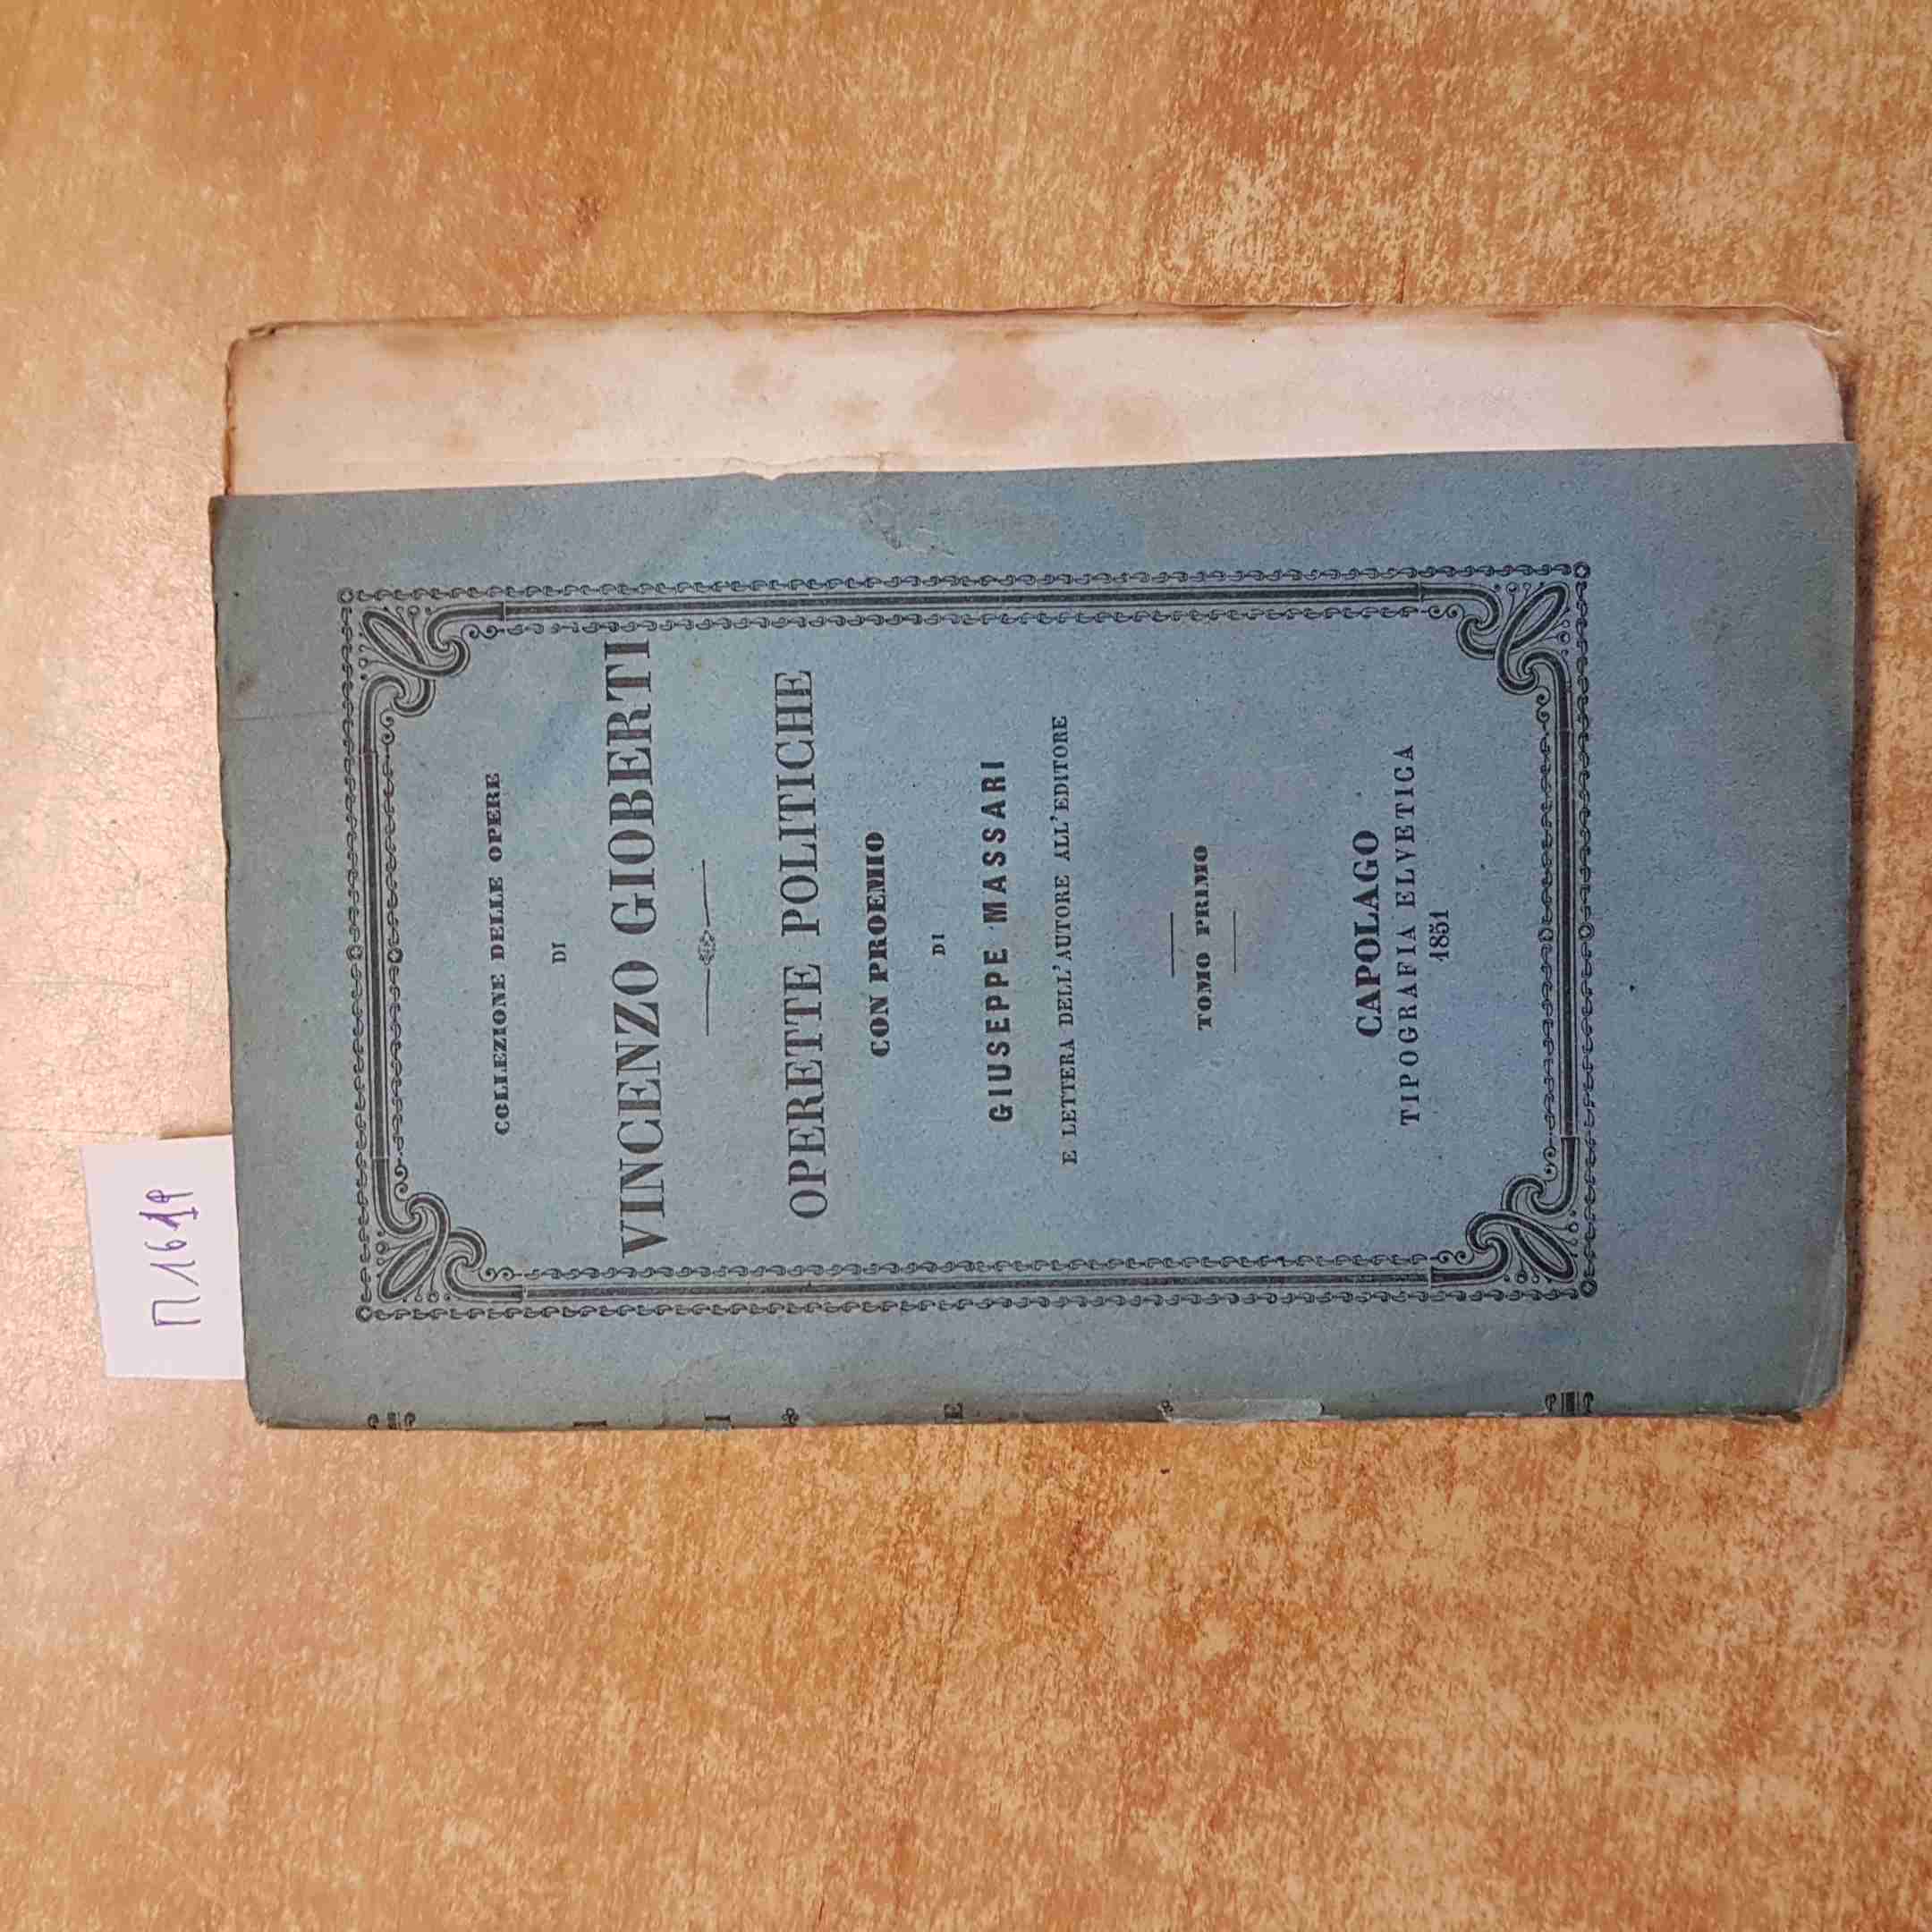 COLLEZIONE DELLE OPERE
DI
VINCENZO GIOBERTI
OPERETTE POLITICHE
CON PROEMIO
DI
GIUSEPPE MASSARI
E LETTERA DELL'AUTORE ALL'EDITORE
TOMO PRIMO
CAPOLAGO
TIPOGRAFIA ELVETICA
1851